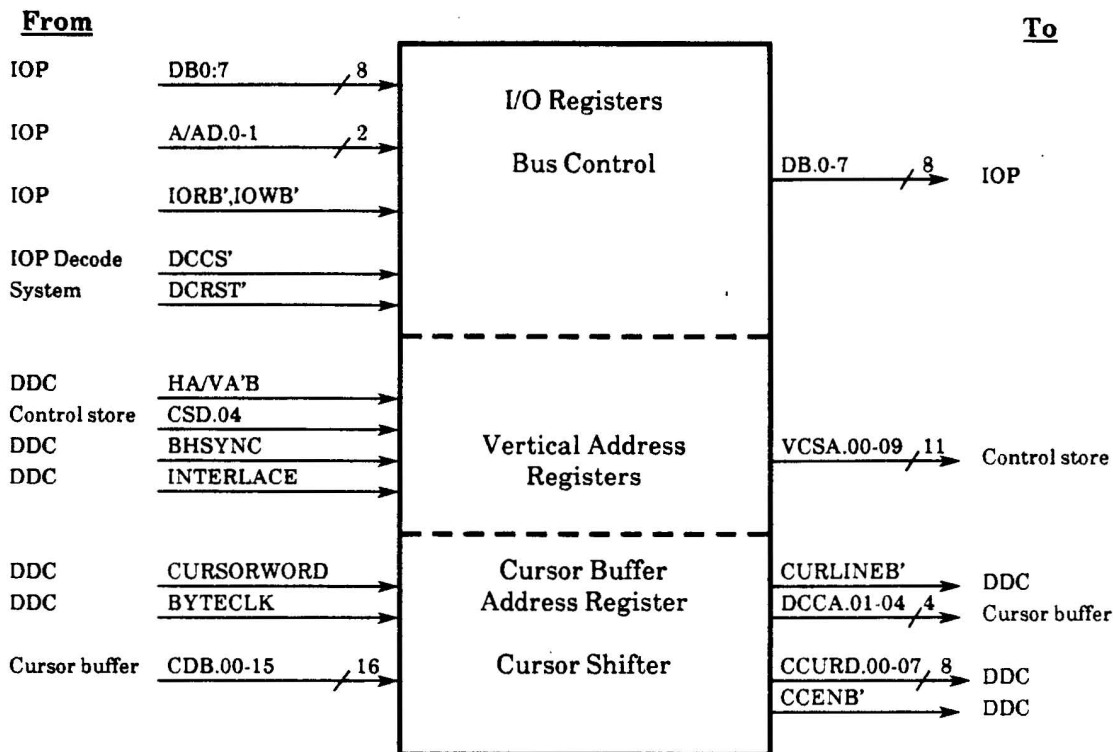 From
To
IOP DB0:7 8
I/O Registers
IOP A/AD.0-1 2
Bus Control
DB.0-7 8 IOP
IOP IORB',IOWB'
IOP Decode DCCS'
System DCRST'
DDC HA/VA'B
Control store CSD.04
DDC BHSYNC
Vertical Address
VCSA.00-09 11 Control store
DDC INTERLACE
Registers
DDC CURSORWORD
Cursor Buffer
CURLINEB' DDC
DDC BYTECLK
Address Register
DCCA.01-04 4 Cursor buffer
Cursor buffer CDB.00-15 16
Cursor Shifter
CCURD.00-07 8 DDC
CCENB' DDC